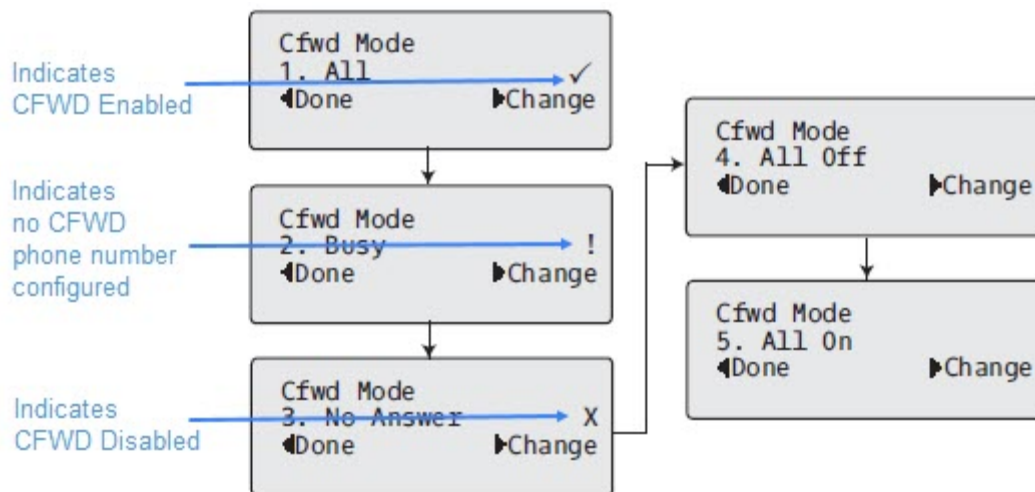 Indicates
CFWD Enabled
Cfwd Mode
1. All ✓
◀Done ▶Change
Indicates
no CFWD
phone number
configured
Cfwd Mode
2. Busy !
◀Done ▶Change
Indicates
CFWD Disabled
Cfwd Mode
3. No Answer X
◀Done ▶Change
Cfwd Mode
4. All Off
◀Done ▶Change
Cfwd Mode
5. All On
◀Done ▶Change